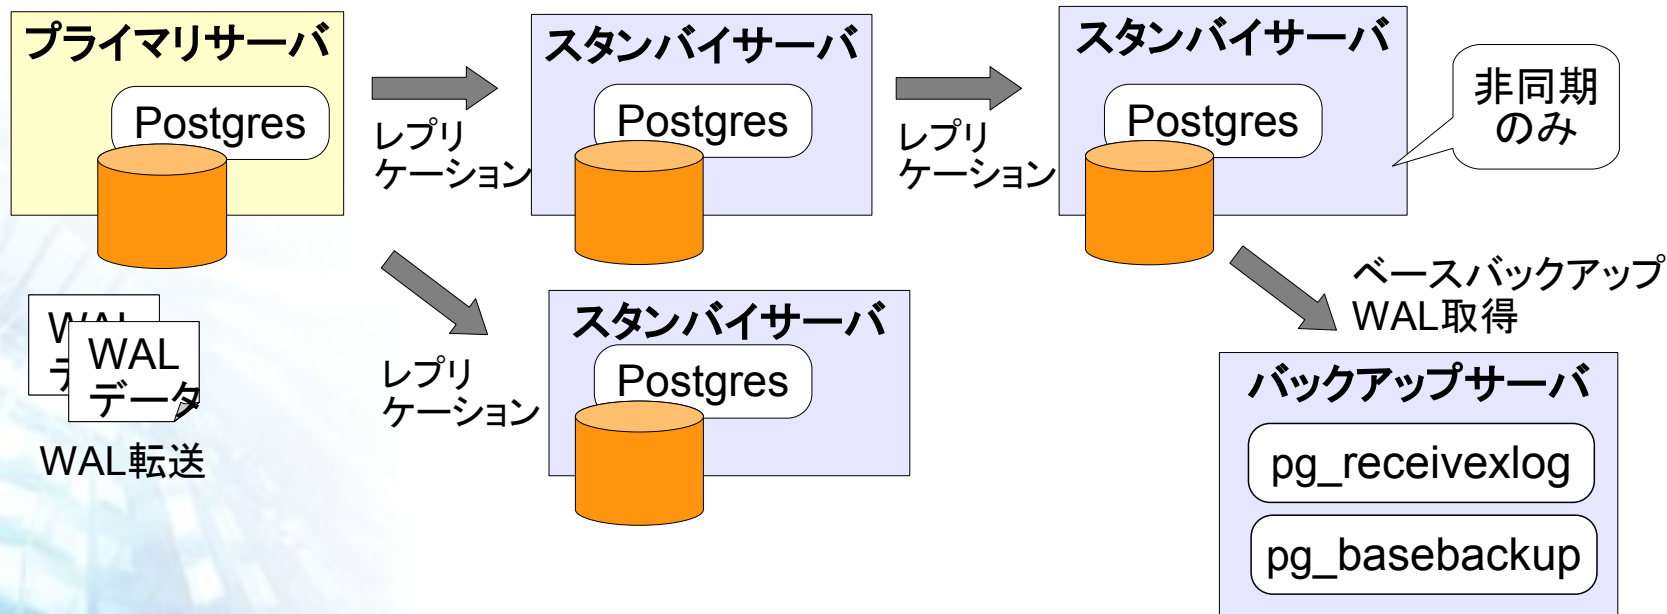 プライマリサーバ
Postgres
レプリ
ケーション
スタンバイサーバ
Postgres
レプリ
ケーション
スタンバイサーバ
Postgres
非同期
のみ
WAL
デ
WAL
データ
WAL転送
レプリ
ケーション
スタンバイサーバ
Postgres
ベースバックアップ
WAL取得
バックアップサーバ
pg_receivexlog
pg_basebackup